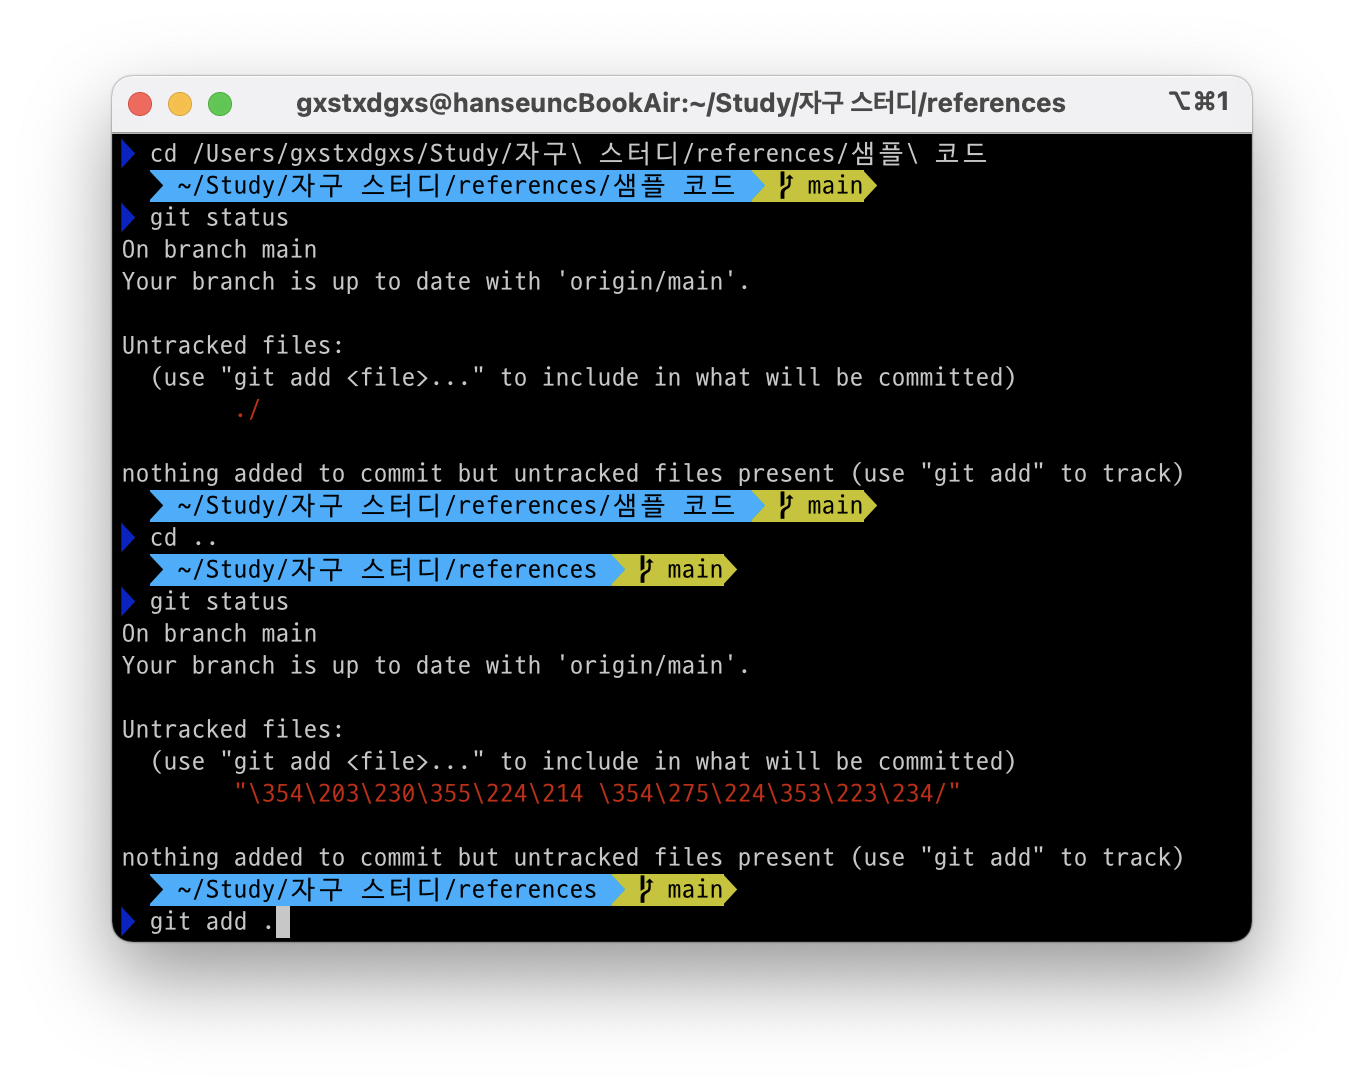 gxstxdgxs@hanseuncBookAir:~/Study/자구 스터디/references ⌥⌘1
cd /Users/gxstxdgxs/Study/자구\ 스터디/references/샘플\ 코드
~/Study/자구 스터디/references/샘플 코드 main
git status
On branch main
Your branch is up to date with 'origin/main'.
Untracked files:
(use "git add <file>..." to include in what will be committed)
./
nothing added to commit but untracked files present (use "git add" to track)
~/Study/자구 스터디/references/샘플 코드 main
cd ..
~/Study/자구 스터디/references main
git status
On branch main
Your branch is up to date with 'origin/main'.
Untracked files:
(use "git add <file>..." to include in what will be committed)
"\354\203\230\355\224\214 \354\275\224\353\223\234/"
nothing added to commit but untracked files present (use "git add" to track)
~/Study/자구 스터디/references main
git add .